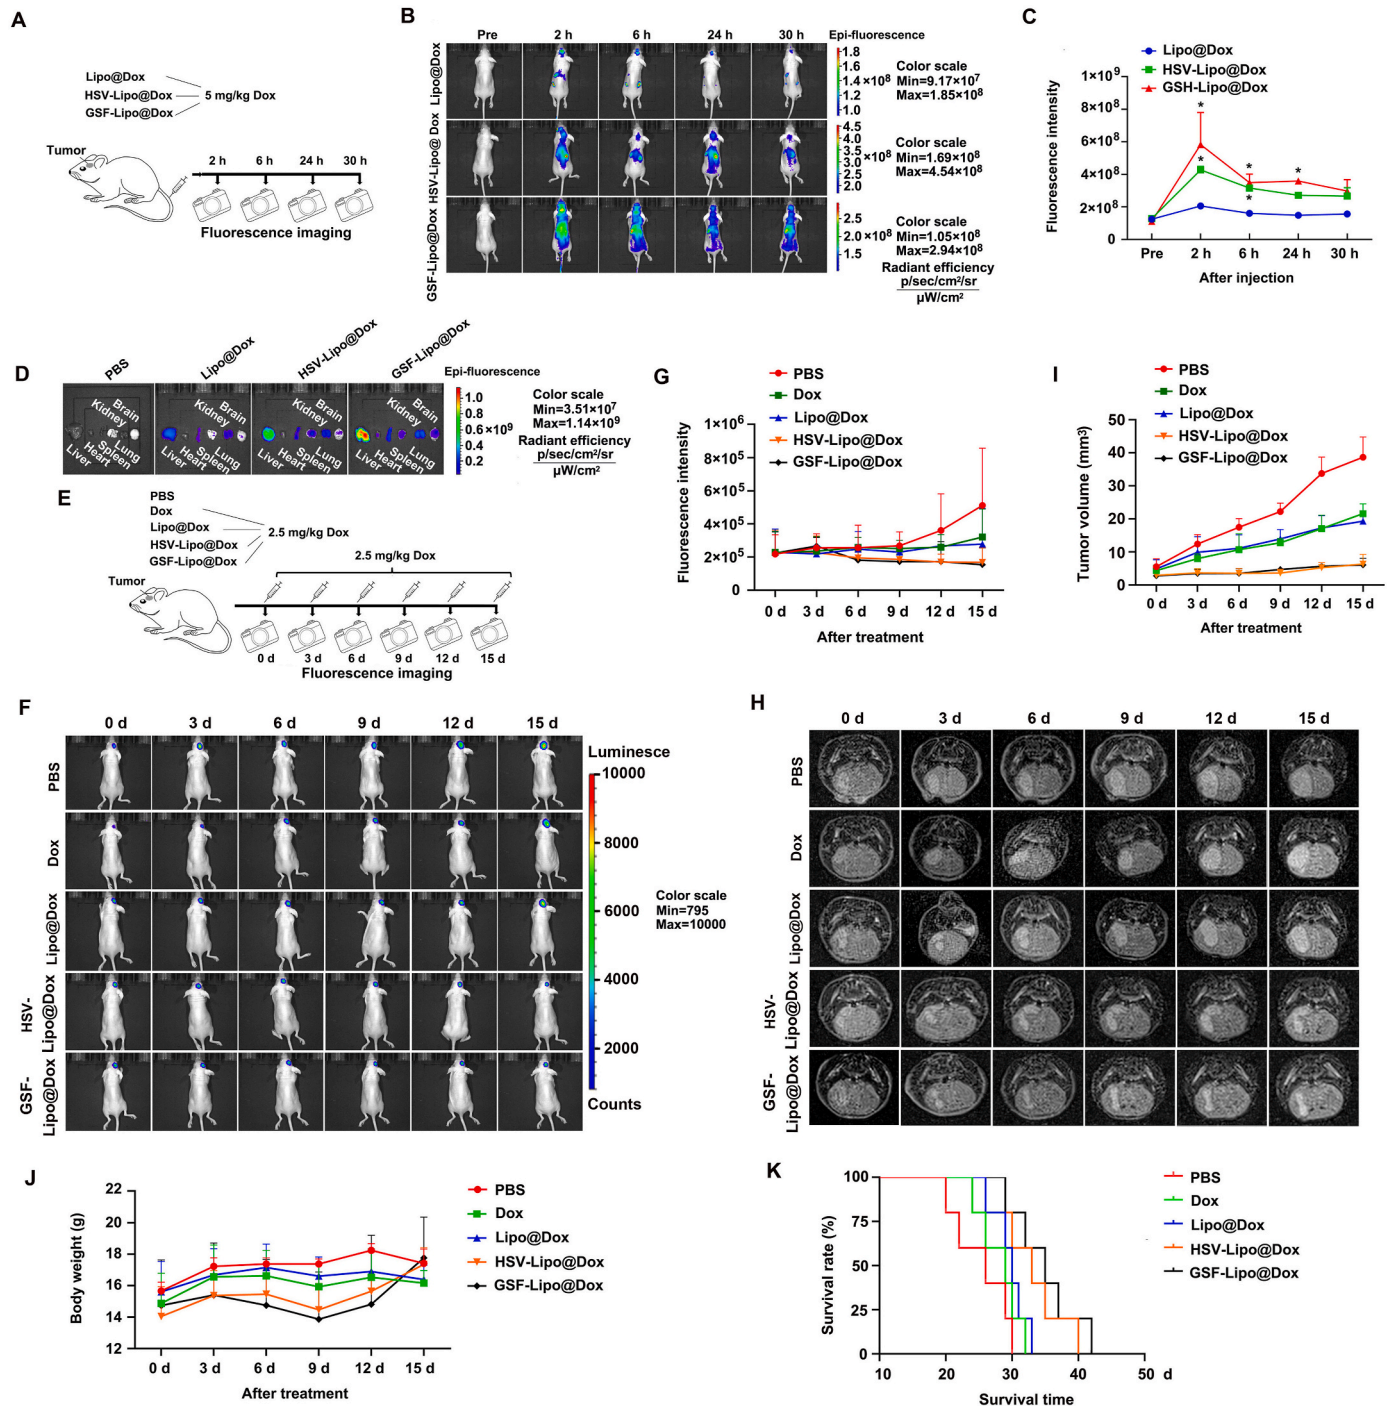 A
Lipo@Dox
HSV-Lipo@Dox
GSF-Lipo@Dox
5 mg/kg Dox
Tumor
2 h 6 h 24 h 30 h
Fluorescence imaging
B
Pre 2 h 6 h 24 h 30 h
Epi-fluorescence
Lipo@Dox
1.8
1.6
1.4 ×10⁸
1.2
1.0
Color scale
Min=9.17×10⁷
Max=1.85×10⁸
HSV-Lipo@Dox
4.5
4.0
3.5
3.0 ×10⁸
2.5
2.0
Color scale
Min=1.69×10⁸
Max=4.54×10⁸
GSF-Lipo@Dox
2.5
2.0 ×10⁸
1.5
Color scale
Min=1.05×10⁸
Max=2.94×10⁸
Radiant efficiency
p/sec/cm²/sr
μW/cm²
C
Lipo@Dox
HSV-Lipo@Dox
GSH-Lipo@Dox
Fluorescence intensity
1×10⁹
8×10⁸
6×10⁸
4×10⁸
2×10⁸
0
* * * * *
Pre 2 h 6 h 24 h 30 h
After injection
D
PBS Lipo@Dox HSV-Lipo@Dox GSF-Lipo@Dox
Brain Brain Brain Brain
Kidney Kidney Kidney Kidney
Lung Lung Lung Lung
Spleen Spleen Spleen Spleen
Heart Heart Heart Heart
Liver Liver Liver Liver
Epi-fluorescence
1.0
0.8
0.6 ×10⁹
0.4
0.2
Color scale
Min=3.51×10⁷
Max=1.14×10⁹
Radiant efficiency
p/sec/cm²/sr
μW/cm²
E
PBS
Dox
Lipo@Dox
HSV-Lipo@Dox
GSF-Lipo@Dox
2.5 mg/kg Dox
2.5 mg/kg Dox
Tumor
0 d 3 d 6 d 9 d 12 d 15 d
Fluorescence imaging
G
PBS
Dox
Lipo@Dox
HSV-Lipo@Dox
GSF-Lipo@Dox
Fluorescence intensity
1×10⁶
8×10⁵
6×10⁵
4×10⁵
2×10⁵
0
0 d 3 d 6 d 9 d 12 d 15 d
After treatment
I
PBS
Dox
Lipo@Dox
HSV-Lipo@Dox
GSF-Lipo@Dox
Tumor volume (mm³)
50
40
30
20
10
0
0 d 3 d 6 d 9 d 12 d 15 d
After treatment
F
0 d 3 d 6 d 9 d 12 d 15 d
PBS
Dox
Lipo@Dox
HSV-
Lipo@Dox
GSF-
Lipo@Dox
Luminesce
10000
8000
6000
4000
2000
Counts
Color scale
Min=795
Max=10000
H
0 d 3 d 6 d 9 d 12 d 15 d
PBS
Dox
Lipo@Dox
HSV-
Lipo@Dox
GSF-
Lipo@Dox
J
Body weight (g)
22
20
18
16
14
12
0 d 3 d 6 d 9 d 12 d 15 d
After treatment
PBS
Dox
Lipo@Dox
HSV-Lipo@Dox
GSF-Lipo@Dox
K
Survival rate (%)
100
75
50
25
0
10 20 30 40 50 d
Survival time
PBS
Dox
Lipo@Dox
HSV-Lipo@Dox
GSF-Lipo@Dox